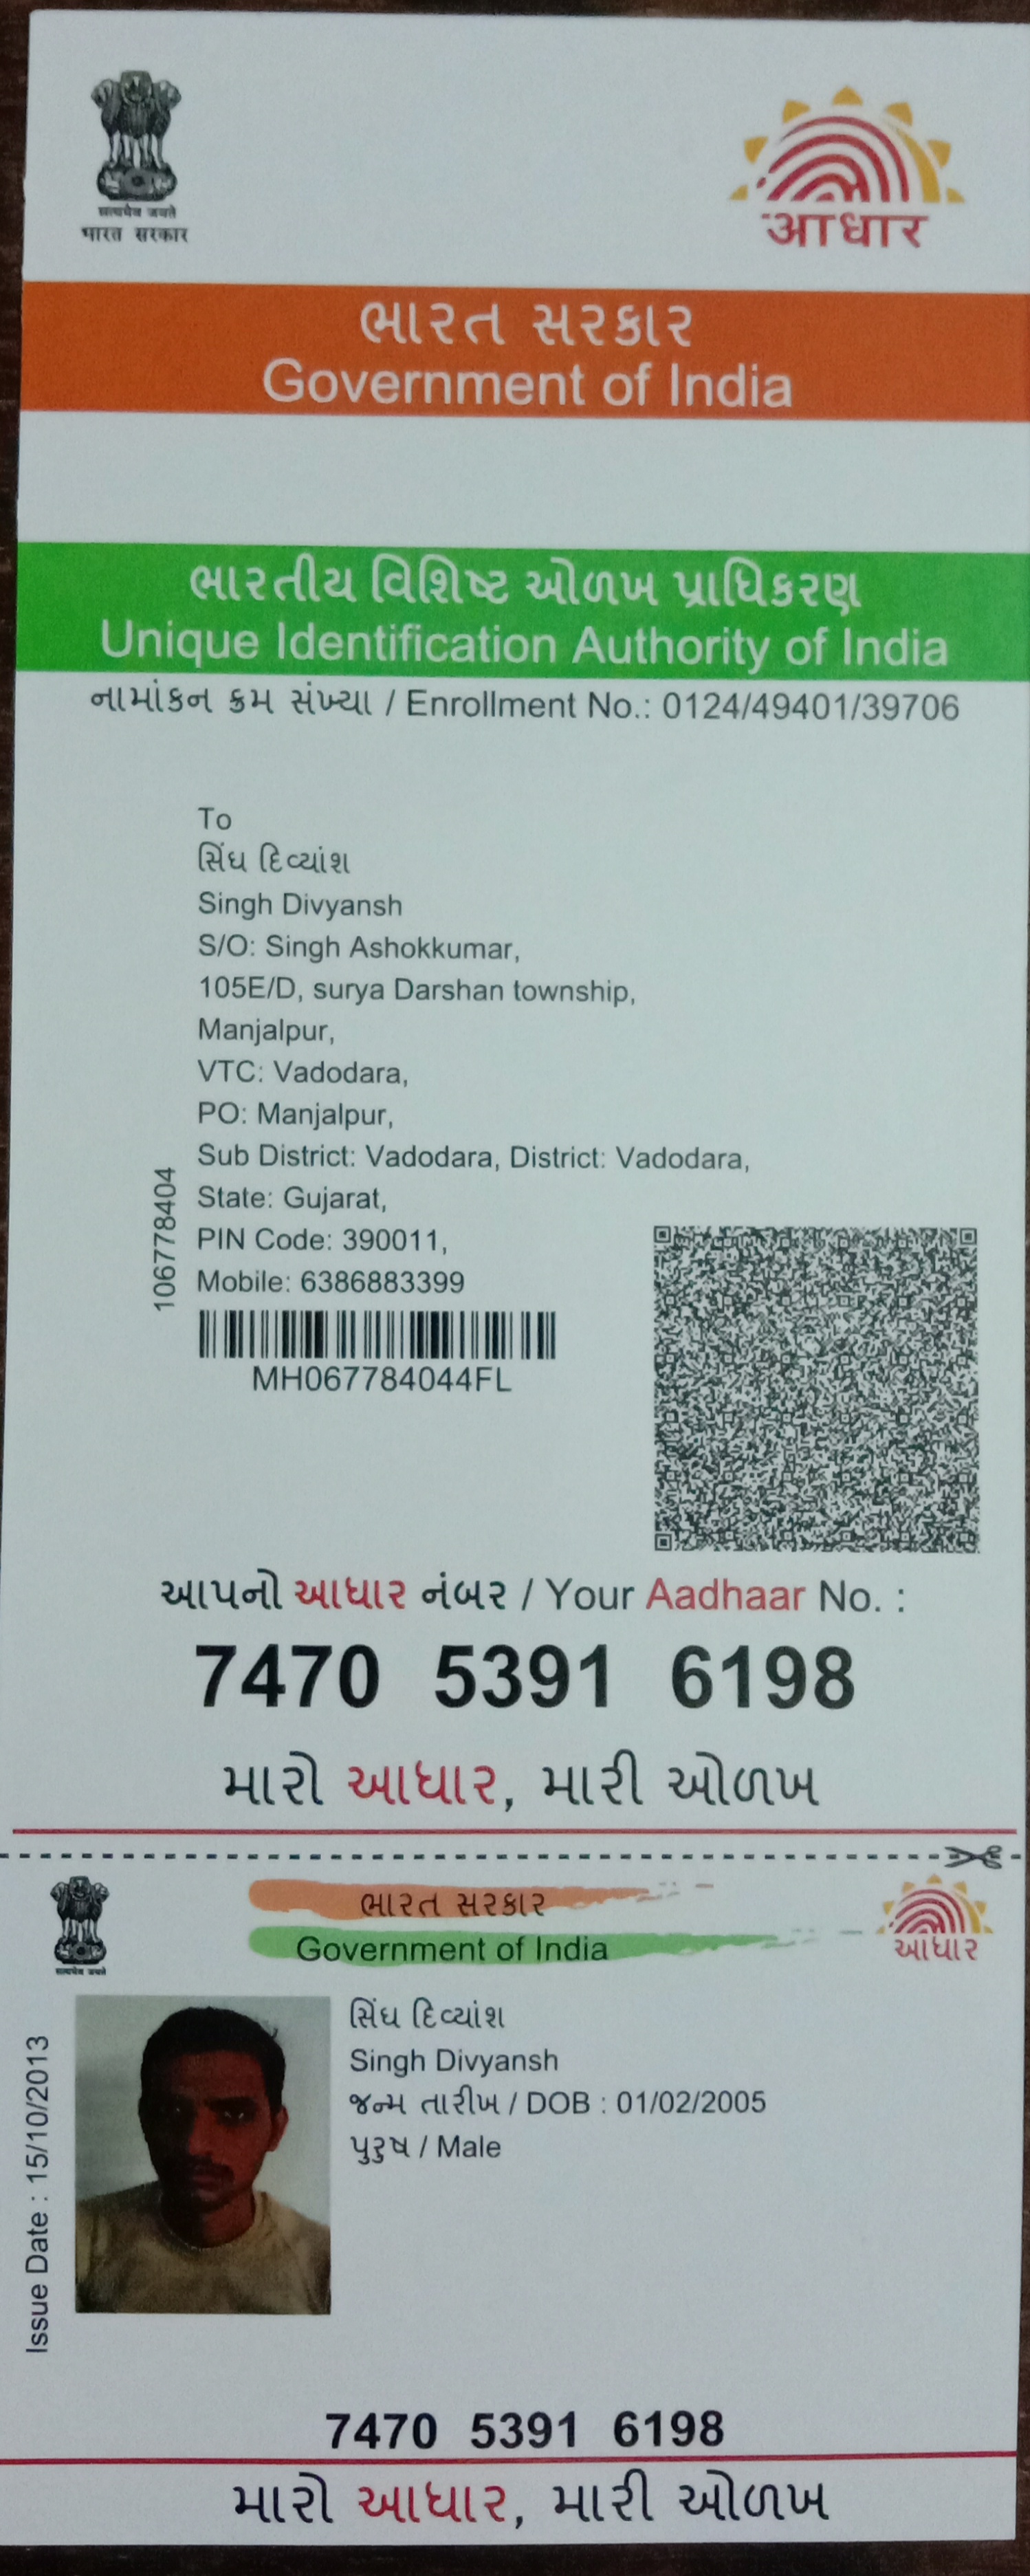 सत्यमेव जयते
भारत सरकार
आधार
ભારત સરકાર
Government of India
ભારતીય વિશિષ્ટ ઓળખ પ્રાધિકરણ
Unique Identification Authority of India
નામાંકન ક્રમ સંખ્યા / Enrollment No.: 0124/49401/39706
To
સિંઘ દિવ્યાંશ
Singh Divyansh
S/O: Singh Ashokkumar,
105E/D, surya Darshan township,
Manjalpur,
VTC: Vadodara,
PO: Manjalpur,
Sub District: Vadodara, District: Vadodara,
State: Gujarat,
PIN Code: 390011,
Mobile: 6386883399
106778404
MH067784044FL
આપનો આધાર નંબર / Your Aadhaar No. :
7470 5391 6198
મારો આધાર, મારી ઓળખ
सत्यमेव जयते
ભારત સરકાર
Government of India
આધાર
Issue Date : 15/10/2013
સિંઘ દિવ્યાંશ
Singh Divyansh
જન્મ તારીખ / DOB : 01/02/2005
પુરુષ / Male
7470 5391 6198
મારો આધાર, મારી ઓળખ